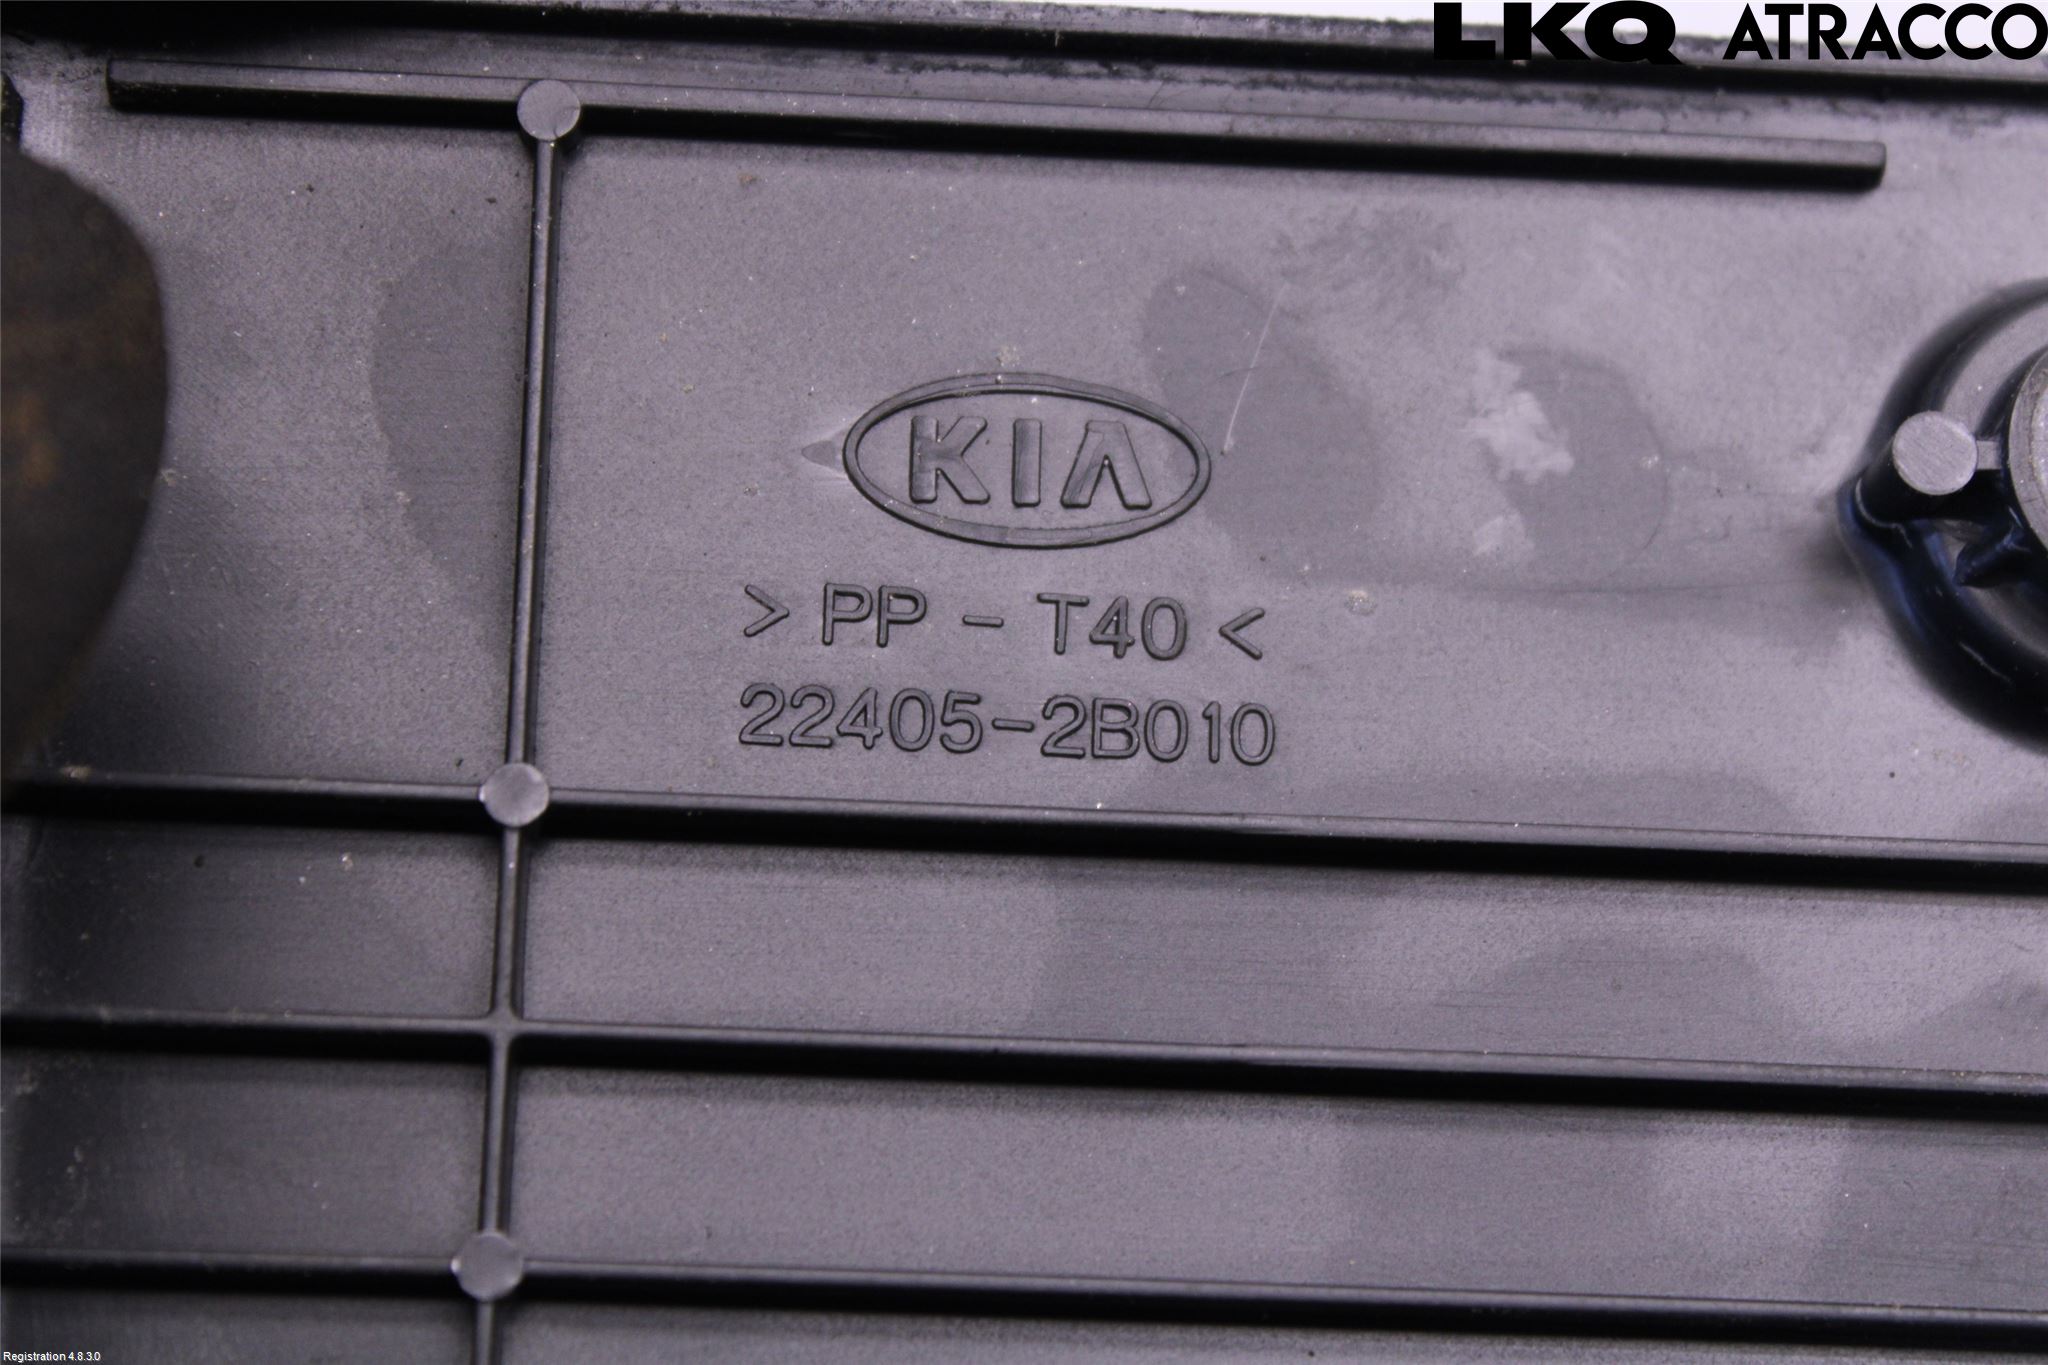 LKQ ATRACCO
KIA
> PP - T40 <
22405-2B010
Registration 4.8.3.0